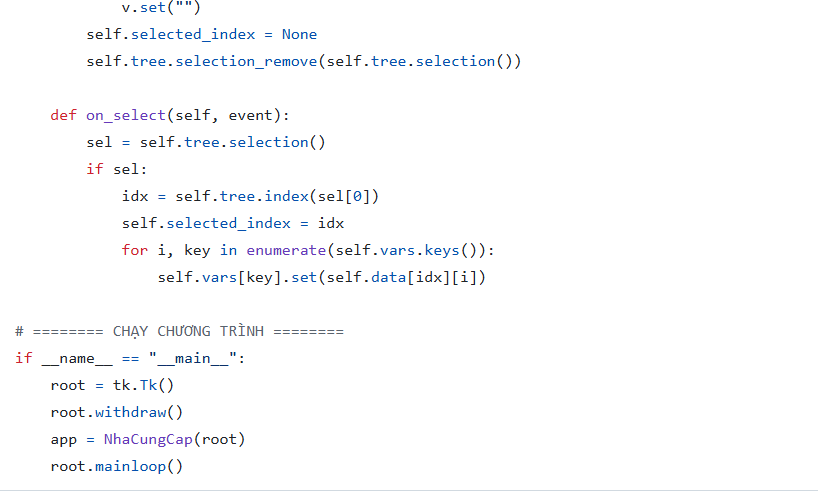 v.set("")
        self.selected_index = None
        self.tree.selection_remove(self.tree.selection())

    def on_select(self, event):
        sel = self.tree.selection()
        if sel:
            idx = self.tree.index(sel[0])
            self.selected_index = idx
            for i, key in enumerate(self.vars.keys()):
                self.vars[key].set(self.data[idx][i])

# ======== CHẠY CHƯƠNG TRÌNH ========
if __name__ == "__main__":
    root = tk.Tk()
    root.withdraw()
    app = NhaCungCap(root)
    root.mainloop()